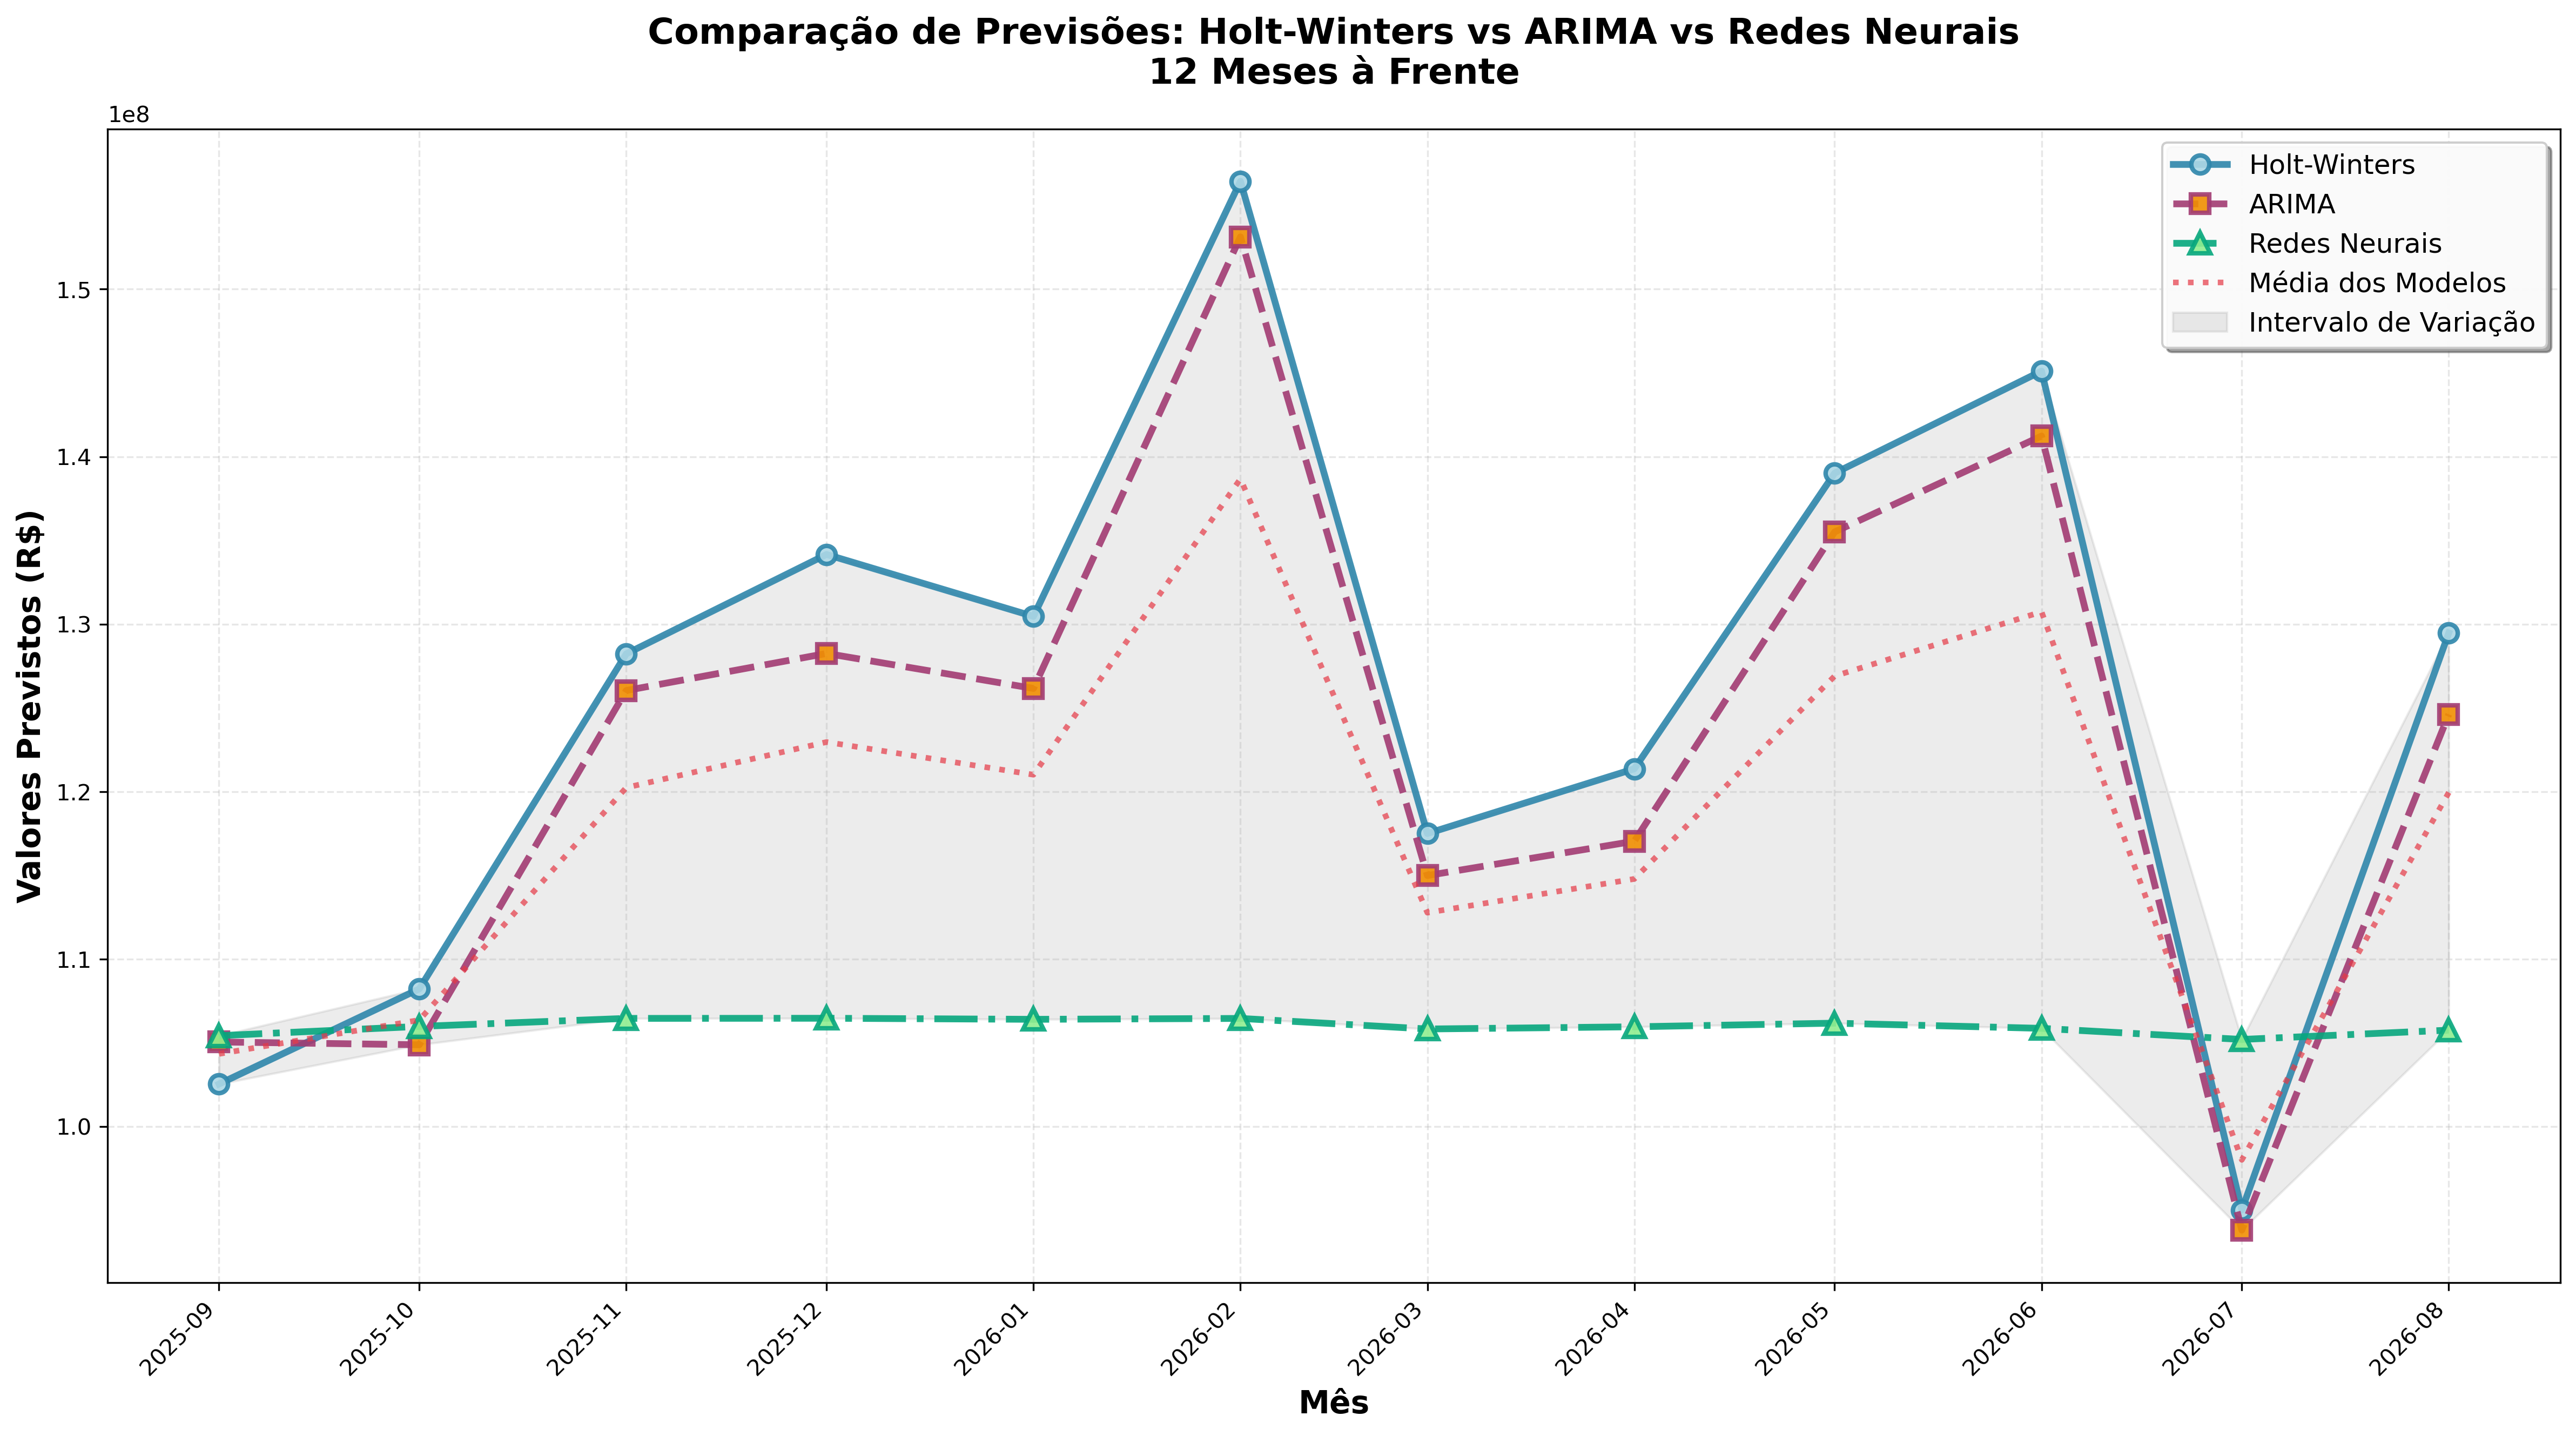 Comparação de Previsões: Holt-Winters vs ARIMA vs Redes Neurais
12 Meses à Frente
1e8
Holt-Winters
ARIMA
Redes Neurais
Média dos Modelos
Intervalo de Variação
Valores Previstos (R$)
1.5
1.4
1.3
1.2
1.1
1.0
2025-09
2025-10
2025-11
2025-12
2026-01
2026-02
2026-03
2026-04
2026-05
2026-06
2026-07
2026-08
Mês